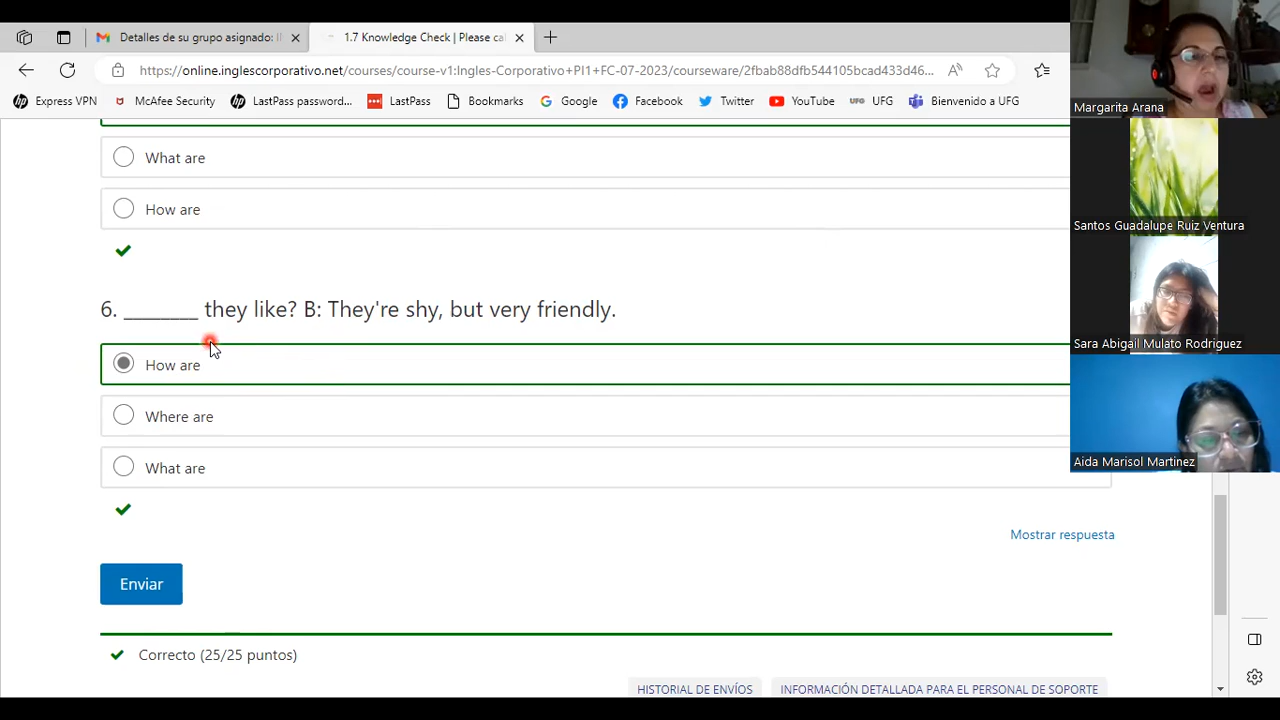 Detalles de su grupo asignado: II
1.7 Knowledge Check | Please ca
https://online.inglescorporativo.net/courses/course-v1:Ingles-Corporativo+PI1+FC-07-2023/courseware/2fbab88dfb544105bcad433d46...
Express VPN
McAfee Security
LastPass password...
LastPass
Bookmarks
Google
Facebook
Twitter
YouTube
UFG
Bienvenido a UFG
Margarita Arana
What are
How are
Santos Guadalupe Ruiz Ventura
6. ________ they like? B: They're shy, but very friendly.
Sara Abigail Mulato Rodriguez
How are
Where are
What are
Aida Marisol Martinez
Mostrar respuesta
Enviar
Correcto (25/25 puntos)
HISTORIAL DE ENVÍOS
INFORMACIÓN DETALLADA PARA EL PERSONAL DE SOPORTE